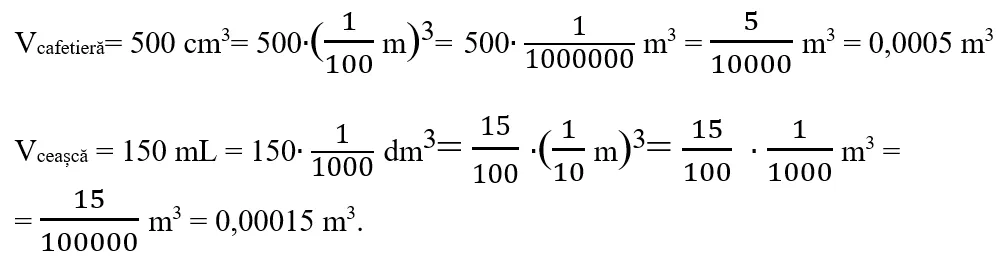 V cafetieră= 500 cm³= 500·(1/100 m)³= 500· 1/1000000 m³ = 5/10000 m³ = 0,0005 m³
V ceașcă = 150 mL = 150· 1/1000 dm³= 15/100 ·(1/10 m)³= 15/100 · 1/1000 m³ =
= 15/100000 m³ = 0,00015 m³.